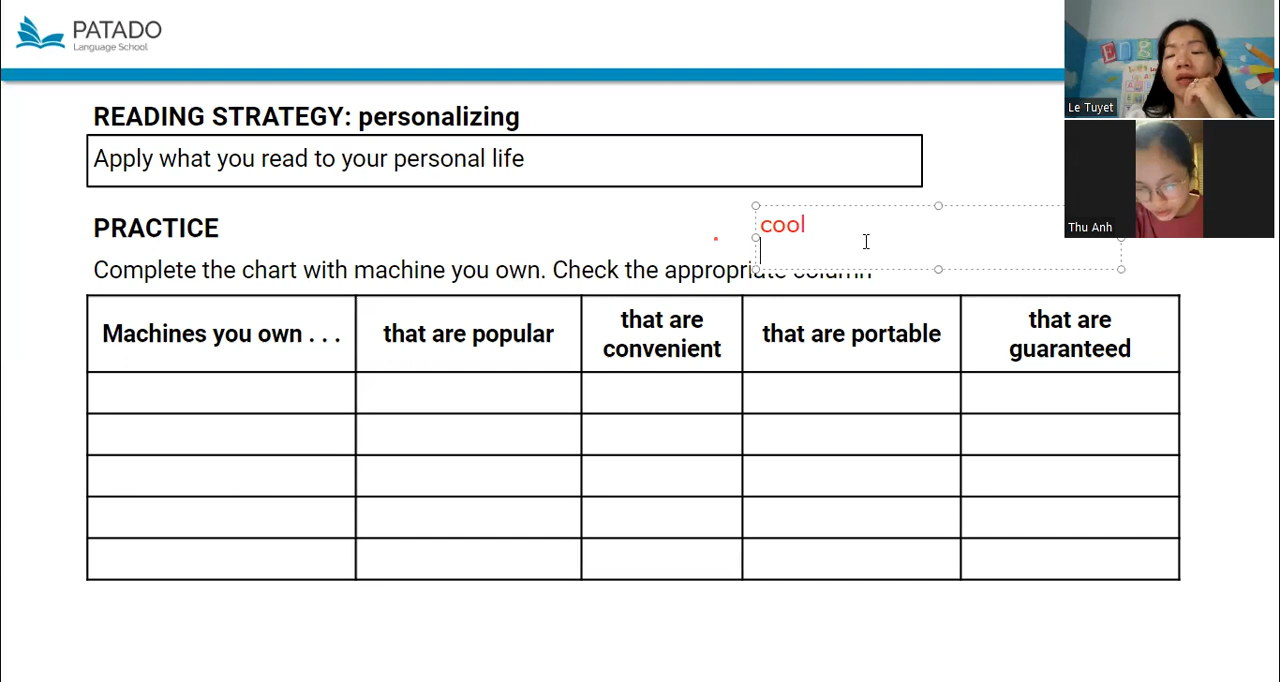 PATADO
Language School
READING STRATEGY: personalizing
Apply what you read to your personal life
PRACTICE
cool
Complete the chart with machine you own. Check the appropriate column
Machines you own . . .
that are popular
that are convenient
that are portable
that are guaranteed
Le Tuyet
Thu Anh